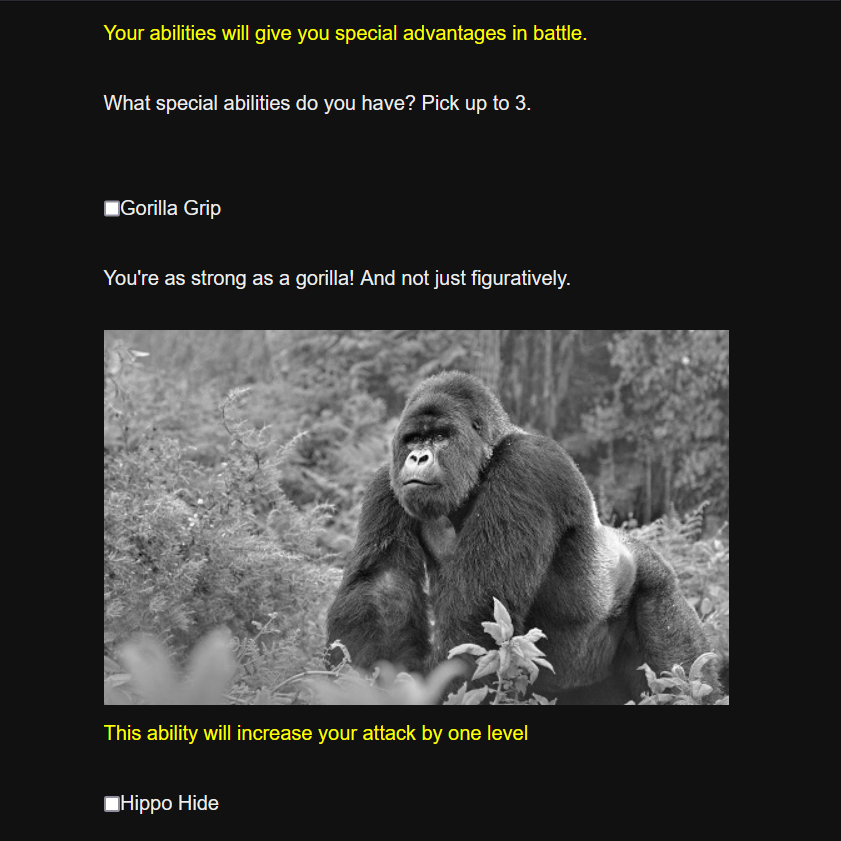 Your abilities will give you special advantages in battle.
What special abilities do you have? Pick up to 3.
Gorilla Grip
You're as strong as a gorilla! And not just figuratively.
This ability will increase your attack by one level
Hippo Hide